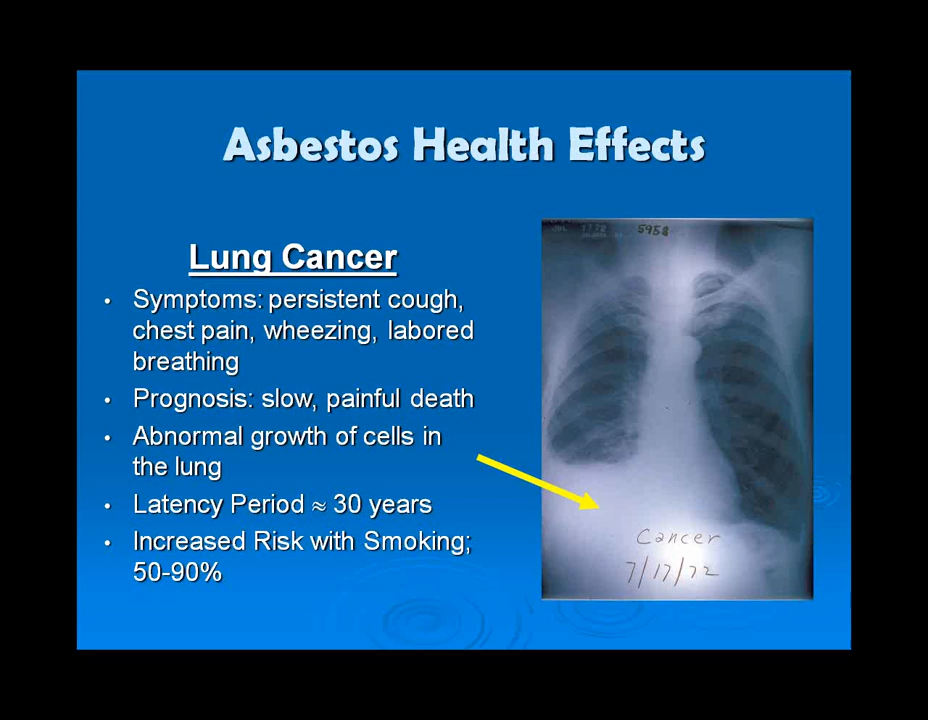 Asbestos Health Effects
Lung Cancer
• Symptoms: persistent cough,
chest pain, wheezing, labored
breathing
• Prognosis: slow, painful death
• Abnormal growth of cells in
the lung
• Latency Period ≈ 30 years
• Increased Risk with Smoking;
50-90%
5958
Cancer
7/17/72